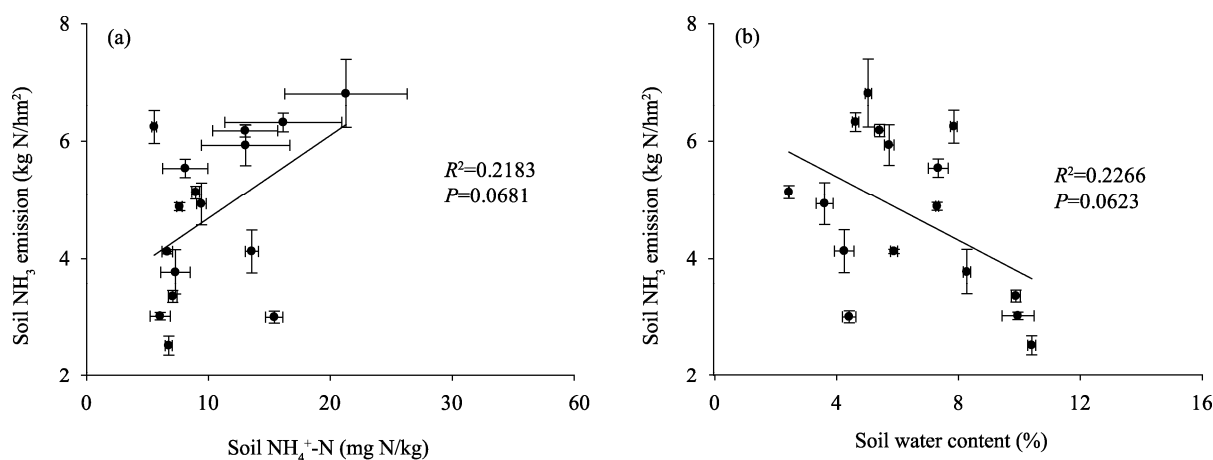 (a)
8
6
4
2
Soil NH₃ emission (kg N/hm²)
R²=0.2183
P=0.0681
0 10 20 30 60
Soil NH₄⁺-N (mg N/kg)
(b)
8
6
4
2
Soil NH₃ emission (kg N/hm²)
R²=0.2266
P=0.0623
0 4 8 12 16
Soil water content (%)